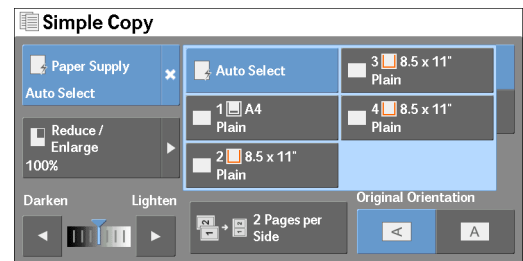 Simple Copy
Paper Supply
Auto Select
Auto Select
3 8.5 x 11"
Plain
1 A4
Plain
4 8.5 x 11"
Plain
2 8.5 x 11"
Plain
Reduce /
Enlarge
100%
Darken Lighten
2 Pages per
Side
Original Orientation
A
A